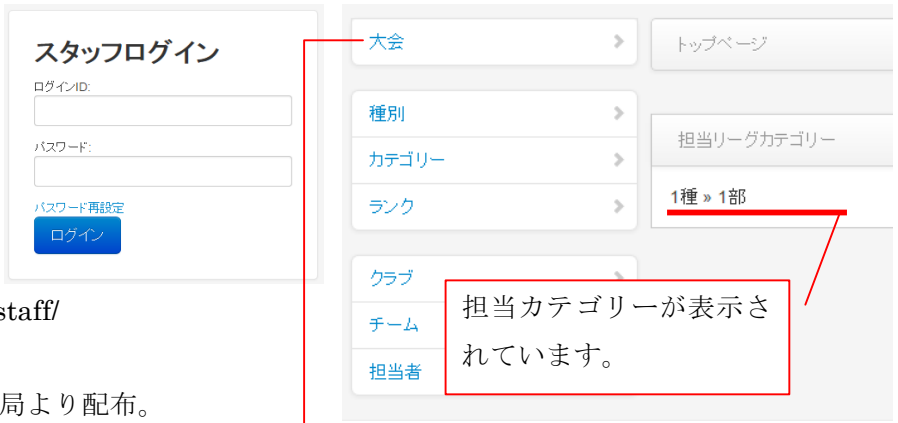 スタッフログイン
ログインID:
パスワード:
パスワード再設定
ログイン
staff/
局より配布。
大会
種別
カテゴリー
ランク
クラブ
チーム
担当者
トップページ
担当リーグカテゴリー
1種 » 1部
担当カテゴリーが表示さ
れています。